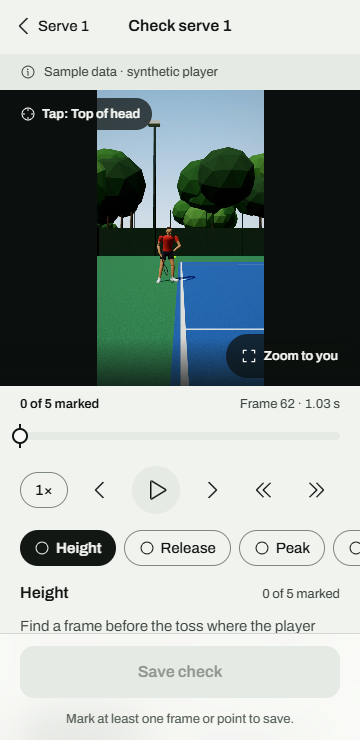 Serve 1
Check serve 1
Sample data · synthetic player
Tap: Top of head
Zoom to you
0 of 5 marked
Frame 62 · 1.03 s
1×
Height
Release
Peak
Height
0 of 5 marked
Find a frame before the toss where the player
Save check
Mark at least one frame or point to save.